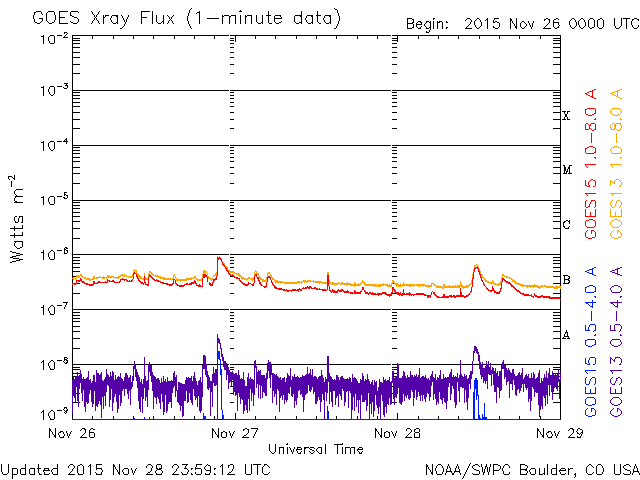 GOES Xray Flux (1-minute data)
Begin: 2015 Nov 26 0000 UTC
10-2
10-3
10-4
10-5
10-6
10-7
10-8
10-9
Watts m-2
X
M
C
B
A
GOES15 1.0-8.0 A
GOES13 1.0-8.0 A
GOES15 0.5-4.0 A
GOES13 0.5-4.0 A
Nov 26
Nov 27
Nov 28
Nov 29
Universal Time
Updated 2015 Nov 28 23:59:12 UTC
NOAA/SWPC Boulder, CO USA